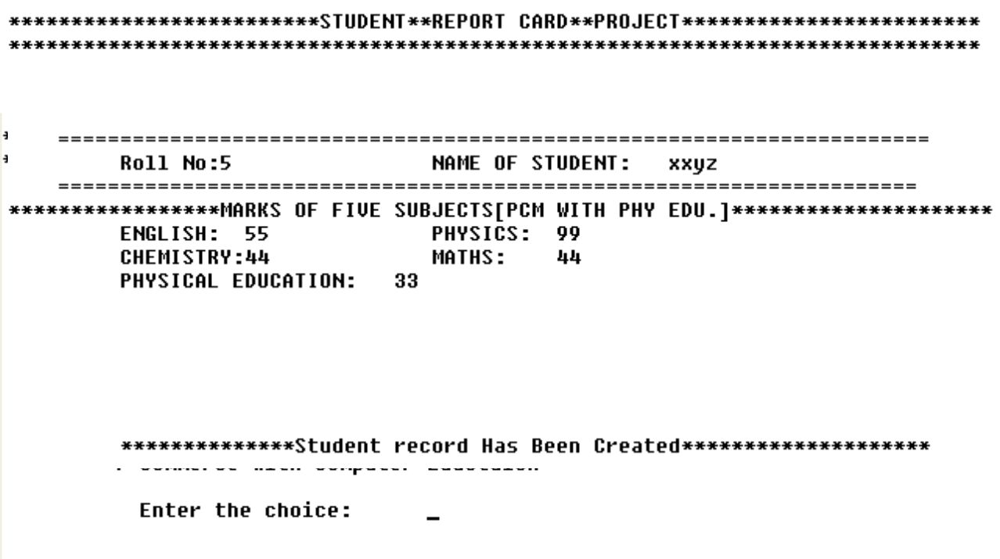 *************************STUDENT**REPORT CARD**PROJECT************************
******************************************************************************
======================================================================
Roll No:5 NAME OF STUDENT: xxyz
=====================================================================
*****************MARKS OF FIVE SUBJECTS[PCM WITH PHY EDU.]*********************
ENGLISH: 55 PHYSICS: 99
CHEMISTRY:44 MATHS: 44
PHYSICAL EDUCATION: 33
**************Student record Has Been Created********************
Enter the choice: _